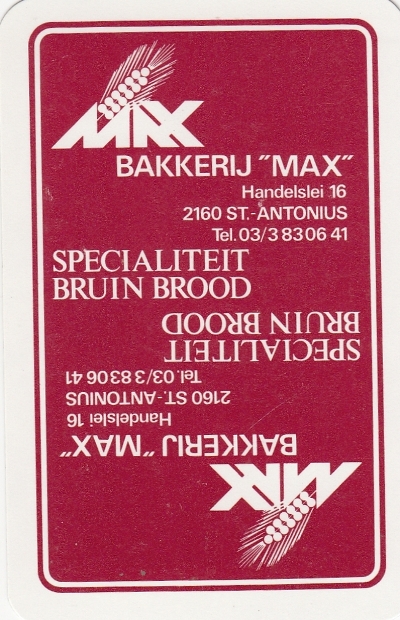 MAX
BAKKERIJ "MAX"
Handelslei 16
2160 ST.-ANTONIUS
Tel. 03/3 83 06 41
SPECIALITEIT
BRUIN BROOD
SPECIALITEIT
BRUIN BROOD
Tel. 03/3 83 06 41
2160 ST.-ANTONIUS
Handelslei 16
BAKKERIJ "MAX"
MAX